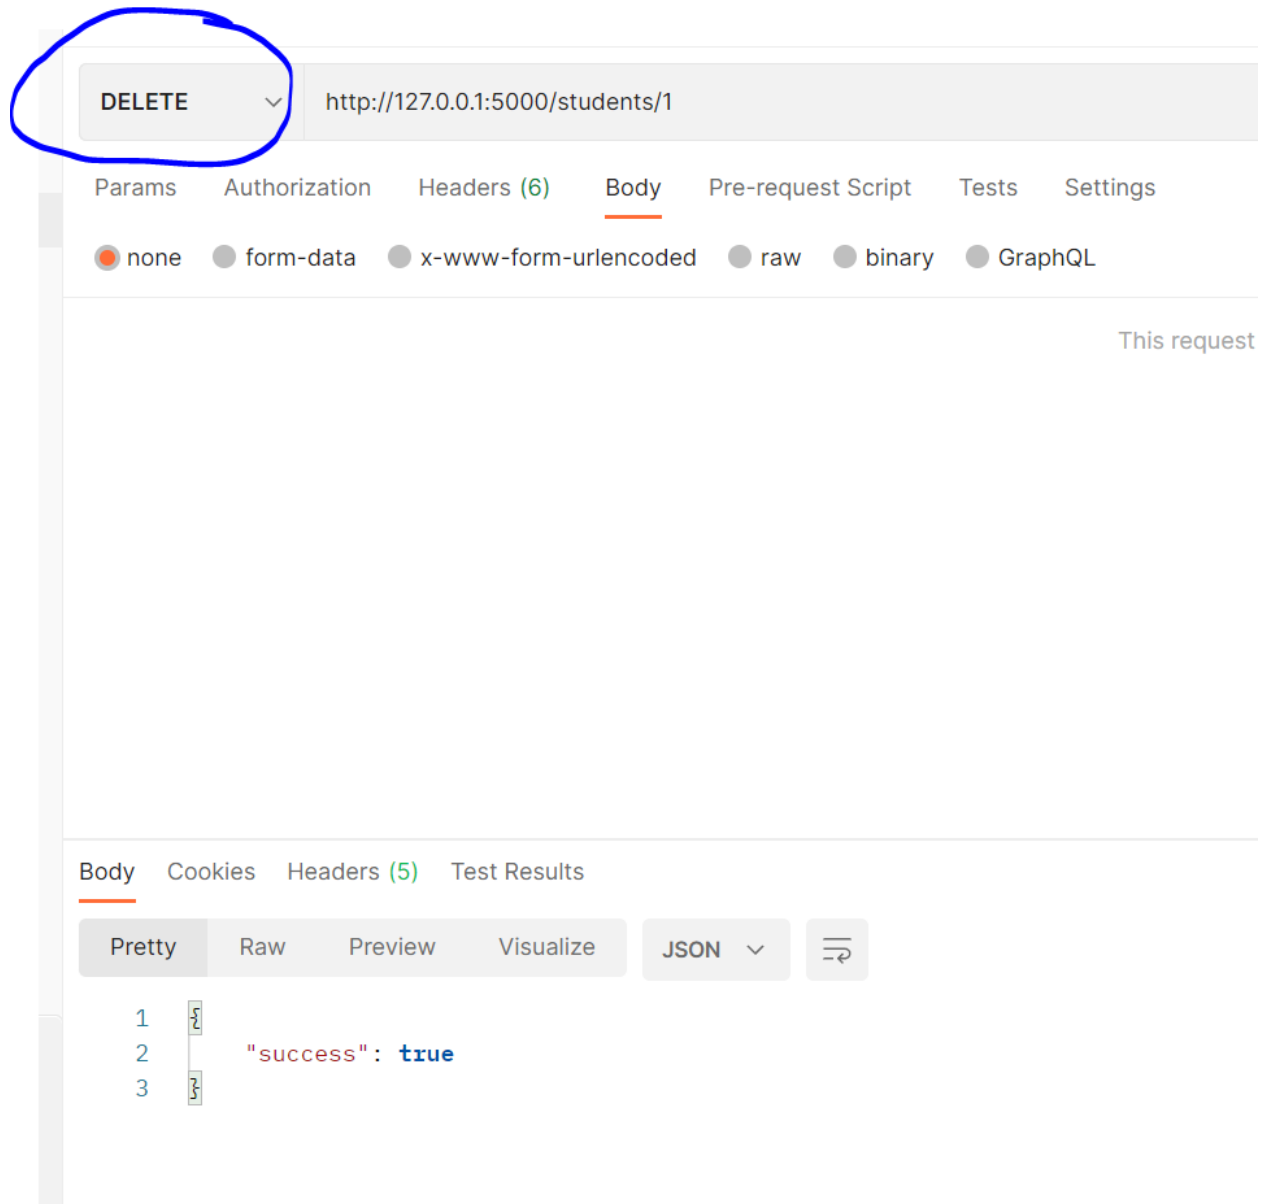 DELETE http://127.0.0.1:5000/students/1
Params Authorization Headers (6) Body Pre-request Script Tests Settings
none form-data x-www-form-urlencoded raw binary GraphQL
This request
Body Cookies Headers (5) Test Results
Pretty Raw Preview Visualize JSON
1 {
2 "success": true
3 }